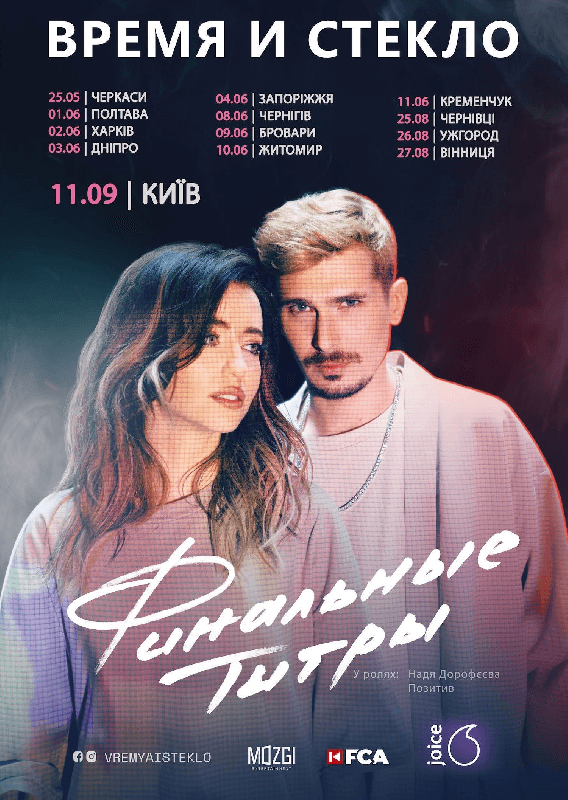 ВРЕМЯ И СТЕКЛО
25.05 | ЧЕРКАСИ
01.06 | ПОЛТАВА
02.06 | ХАРКІВ
03.06 | ДНІПРО
04.06 | ЗАПОРІЖЖЯ
08.06 | ЧЕРНІГІВ
09.06 | БРОВАРИ
10.06 | ЖИТОМИР
11.06 | КРЕМЕНЧУК
25.08 | ЧЕРНІВЦІ
26.08 | УЖГОРОД
27.08 | ВІННИЦЯ
11.09 | КИЇВ
Финальные
Титры
У ролях: Надя Дорофєєва
Позитив
VREMYAISTEKLO
MOZGI
ENTERTAINMENT
FCA
joice